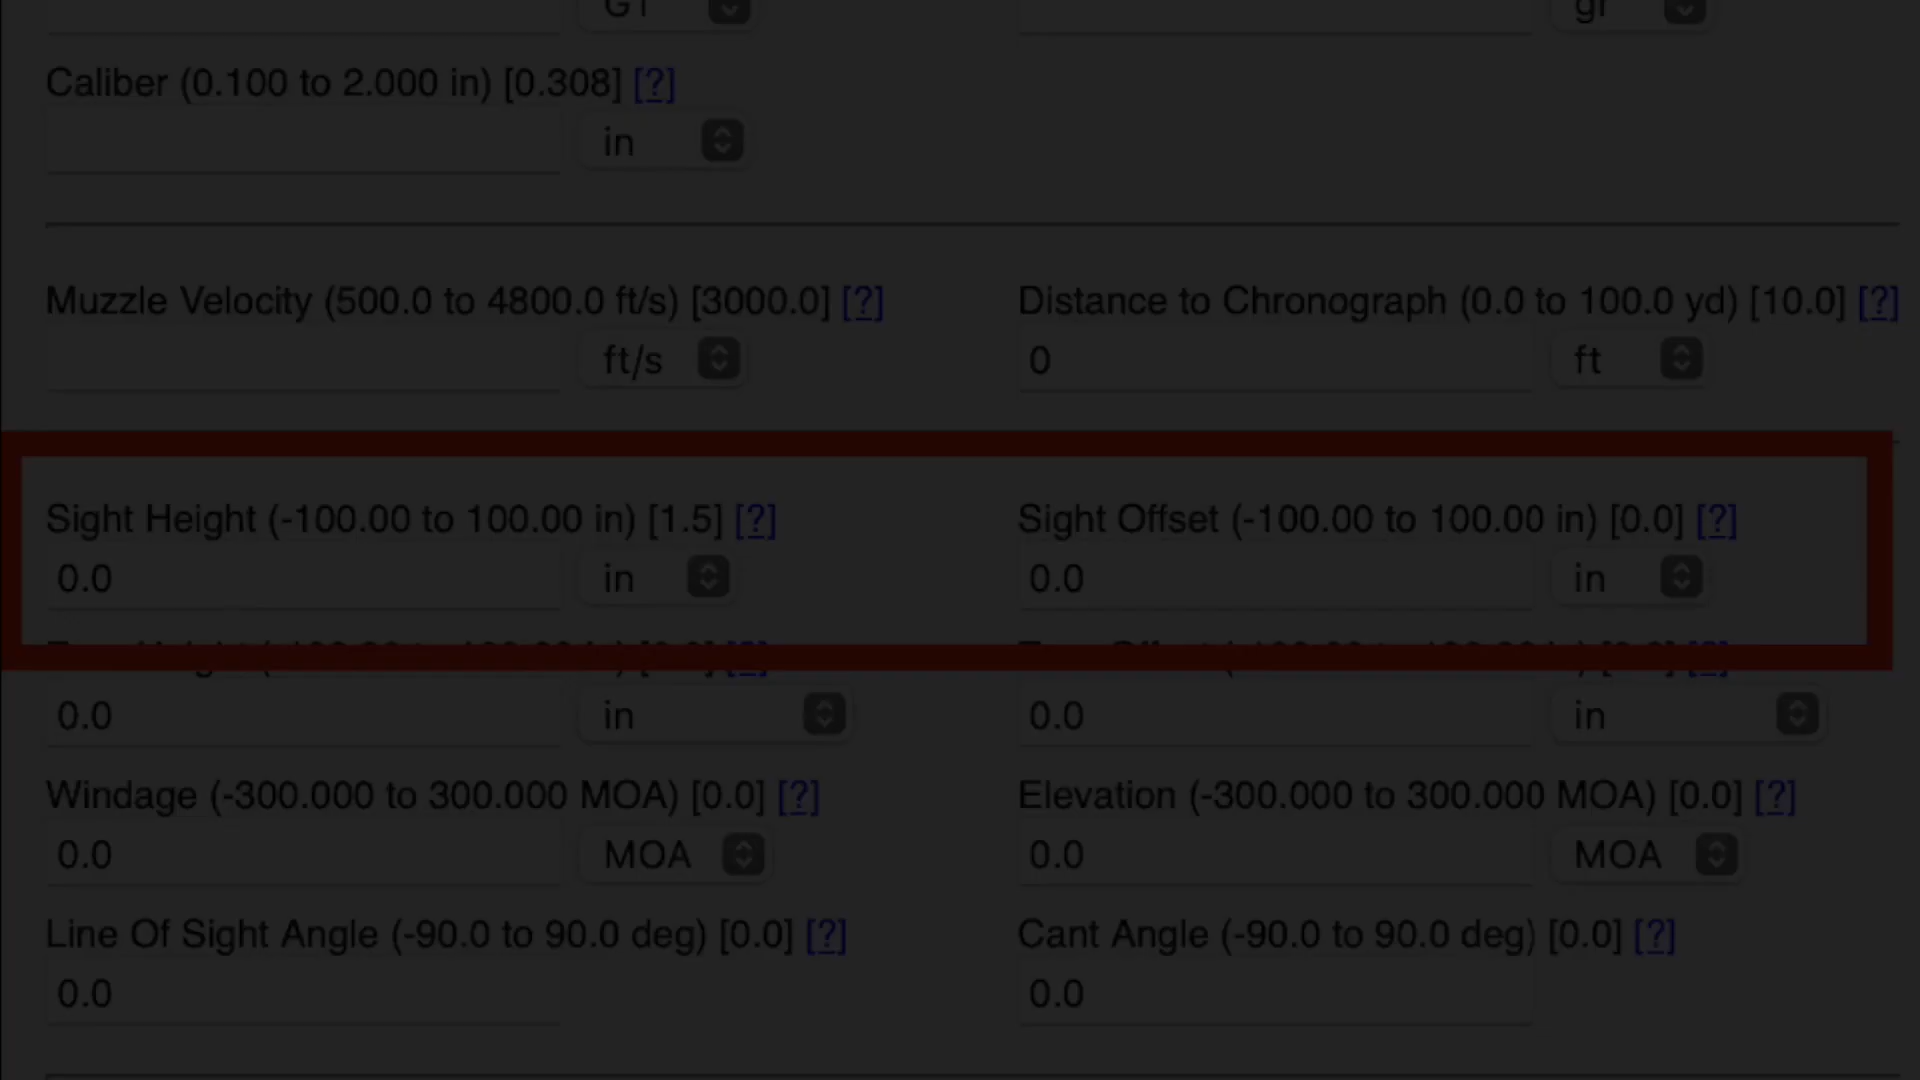 G1 gr
Caliber (0.100 to 2.000 in) [0.308] [?]
in
Muzzle Velocity (500.0 to 4800.0 ft/s) [3000.0] [?] Distance to Chronograph (0.0 to 100.0 yd) [10.0] [?]
ft/s 0 ft
Sight Height (-100.00 to 100.00 in) [1.5] [?] Sight Offset (-100.00 to 100.00 in) [0.0] [?]
0.0 in 0.0 in
0.0 in 0.0 in
Windage (-300.000 to 300.000 MOA) [0.0] [?] Elevation (-300.000 to 300.000 MOA) [0.0] [?]
0.0 MOA 0.0 MOA
Line Of Sight Angle (-90.0 to 90.0 deg) [0.0] [?] Cant Angle (-90.0 to 90.0 deg) [0.0] [?]
0.0 0.0